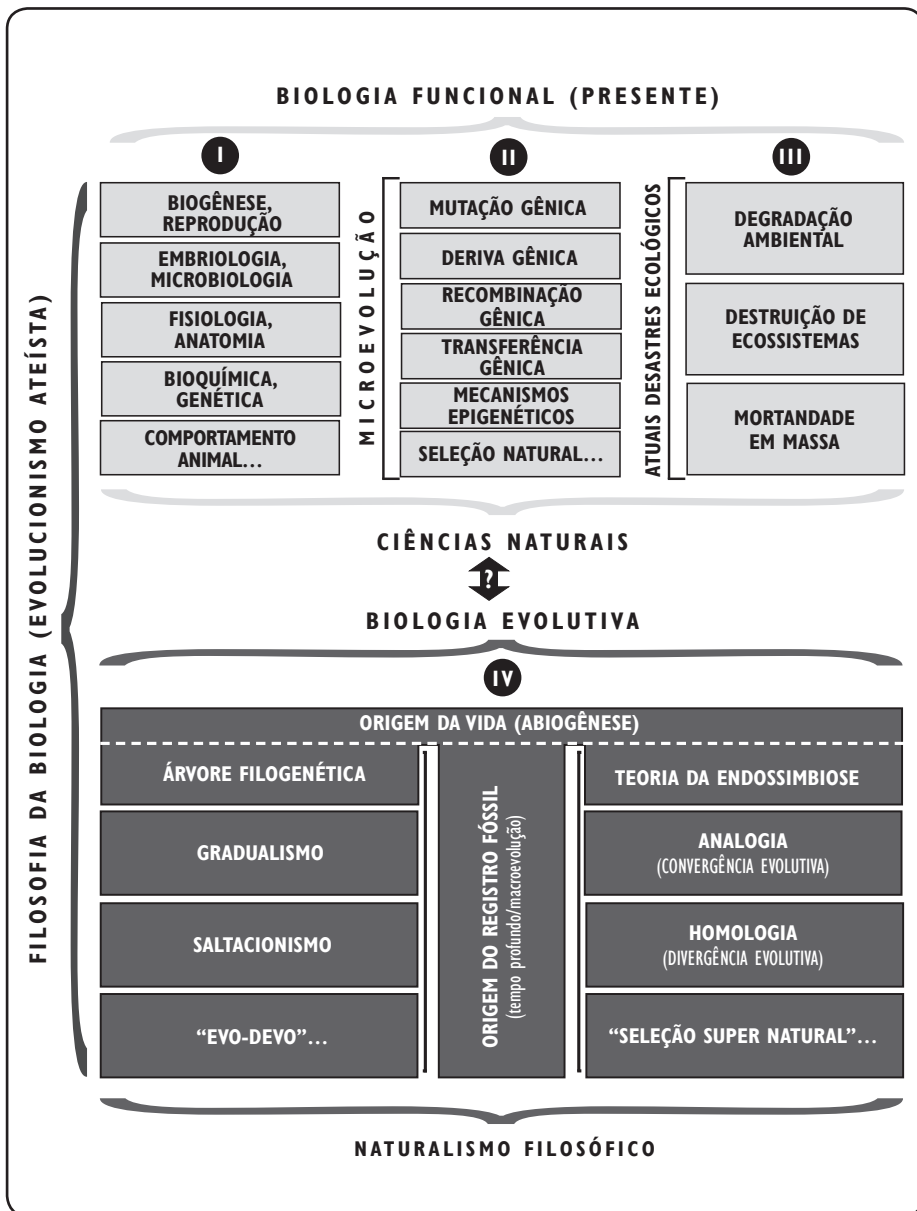 BIOLOGIA FUNCIONAL (PRESENTE)
FILOSOFIA DA BIOLOGIA (EVOLUCIONISMO ATEÍSTA)
I
BIOGÊNESE,
REPRODUÇÃO
EMBRIOLOGIA,
MICROBIOLOGIA
FISIOLOGIA,
ANATOMIA
BIOQUÍMICA,
GENÉTICA
COMPORTAMENTO
ANIMAL...
II
MICROEVOLUÇÃO
MUTAÇÃO GÊNICA
DERIVA GÊNICA
RECOMBINAÇÃO
GÊNICA
TRANSFERÊNCIA
GÊNICA
MECANISMOS
EPIGENÉTICOS
SELEÇÃO NATURAL...
III
ATUAIS DESASTRES ECOLÓGICOS
DEGRADAÇÃO
AMBIENTAL
DESTRUIÇÃO DE
ECOSSISTEMAS
MORTANDADE
EM MASSA
CIÊNCIAS NATURAIS
?
BIOLOGIA EVOLUTIVA
IV
ORIGEM DA VIDA (ABIOGÊNESE)
ÁRVORE FILOGENÉTICA
GRADUALISMO
SALTACIONISMO
“EVO-DEVO”...
ORIGEM DO REGISTRO FÓSSIL
(tempo profundo/macroevolução)
TEORIA DA ENDOSSIMBIOSE
ANALOGIA
(CONVERGÊNCIA EVOLUTIVA)
HOMOLOGIA
(DIVERGÊNCIA EVOLUTIVA)
“SELEÇÃO SUPER NATURAL”...
NATURALISMO FILOSÓFICO